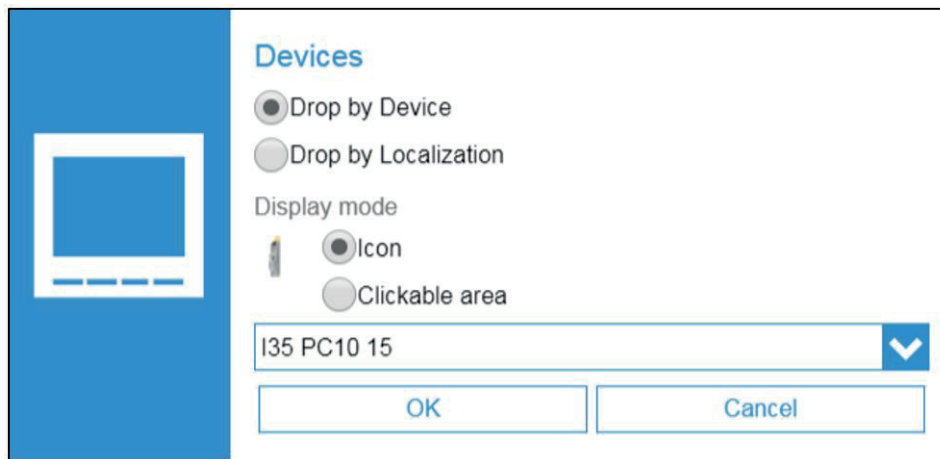 Devices
Drop by Device
Drop by Localization
Display mode
Icon
Clickable area
I35 PC10 15
OK
Cancel